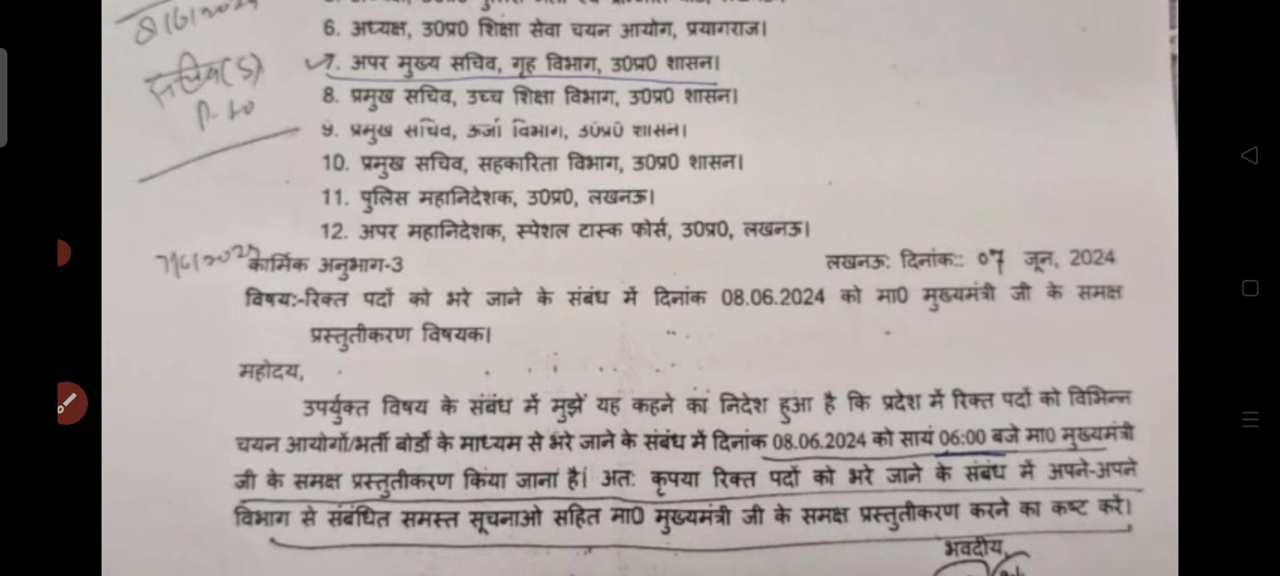 6. अध्यक्ष, उ0प्र0 शिक्षा सेवा चयन आयोग, प्रयागराज।
7. अपर मुख्य सचिव, गृह विभाग, उ0प्र0 शासन।
8. प्रमुख सचिव, उच्च शिक्षा विभाग, उ0प्र0 शासन।
9. प्रमुख सचिव, ऊर्जा विभाग, उ0प्र0 शासन।
10. प्रमुख सचिव, सहकारिता विभाग, उ0प्र0 शासन।
11. पुलिस महानिदेशक, उ0प्र0, लखनऊ।
12. अपर महानिदेशक, स्पेशल टास्क फोर्स, उ0प्र0, लखनऊ।
कार्मिक अनुभाग-3 लखनऊः दिनांकः: 07 जून, 2024
विषयः-रिक्त पदों को भरे जाने के संबंध में दिनांक 08.06.2024 को मा0 मुख्यमंत्री जी के समक्ष
प्रस्तुतीकरण विषयक।
महोदय,
उपर्युक्त विषय के संबंध में मुझें यह कहने का निदेश हुआ है कि प्रदेश में रिक्त पदों को विभिन्न
चयन आयोगों/भर्ती बोर्डों के माध्यम से भरे जाने के संबंध में दिनांक 08.06.2024 को सायं 06:00 बजे मा0 मुख्यमंत्री
जी के समक्ष प्रस्तुतीकरण किया जाना है। अतः कृपया रिक्त पदों को भरे जाने के संबंध में अपने-अपने
विभाग से संबंधित समस्त सूचनाओ सहित मा0 मुख्यमंत्री जी के समक्ष प्रस्तुतीकरण करने का कष्ट करें।
भवदीय,